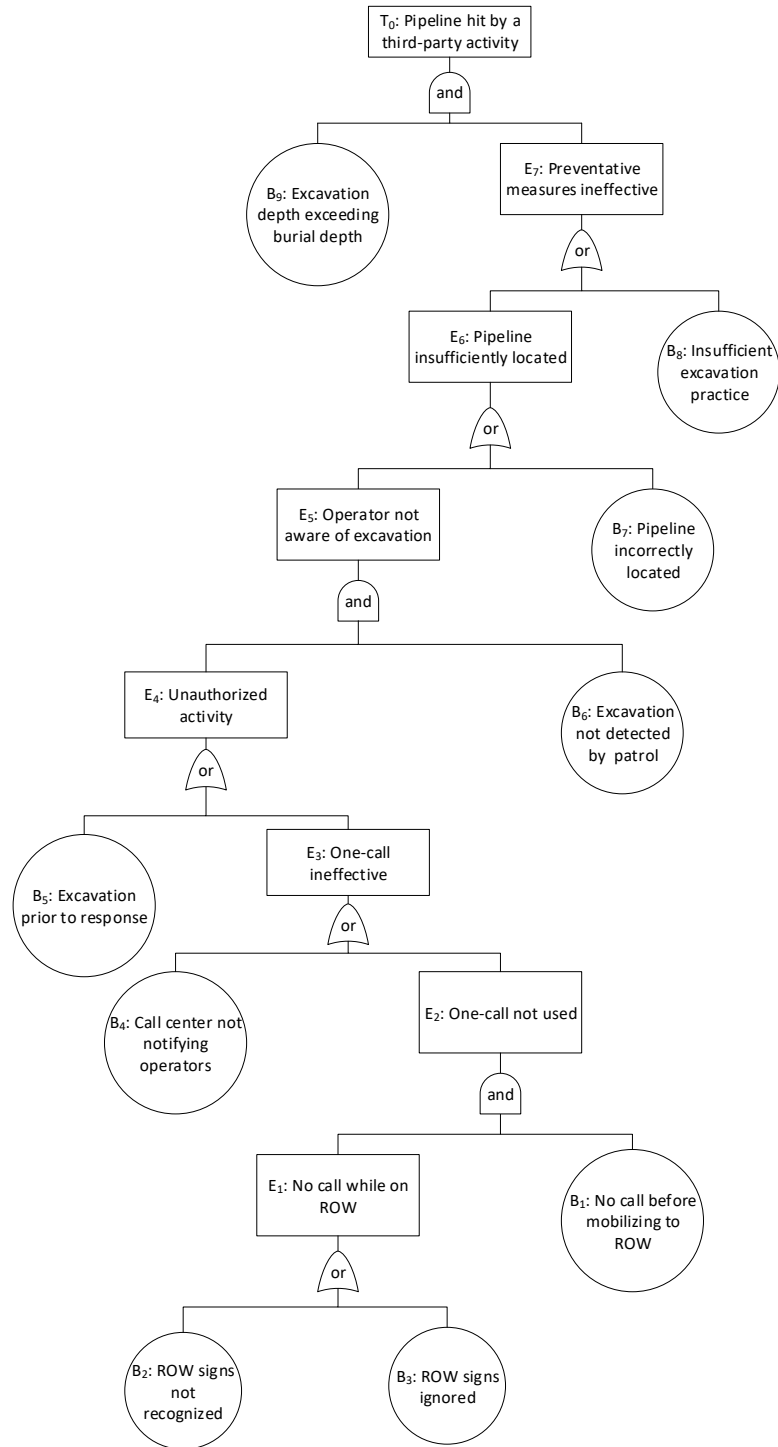 T₀: Pipeline hit by a
third-party activity
and
B₉: Excavation
depth exceeding
burial depth
E₇: Preventative
measures ineffective
or
E₆: Pipeline
insufficiently located
B₈: Insufficient
excavation
practice
or
E₅: Operator not
aware of excavation
B₇: Pipeline
incorrectly
located
and
E₄: Unauthorized
activity
B₆: Excavation
not detected
by patrol
or
B₅: Excavation
prior to response
E₃: One-call
ineffective
or
B₄: Call center not
notifying
operators
E₂: One-call not used
and
E₁: No call while on
ROW
B₁: No call before
mobilizing to
ROW
or
B₂: ROW signs
not
recognized
B₃: ROW signs
ignored